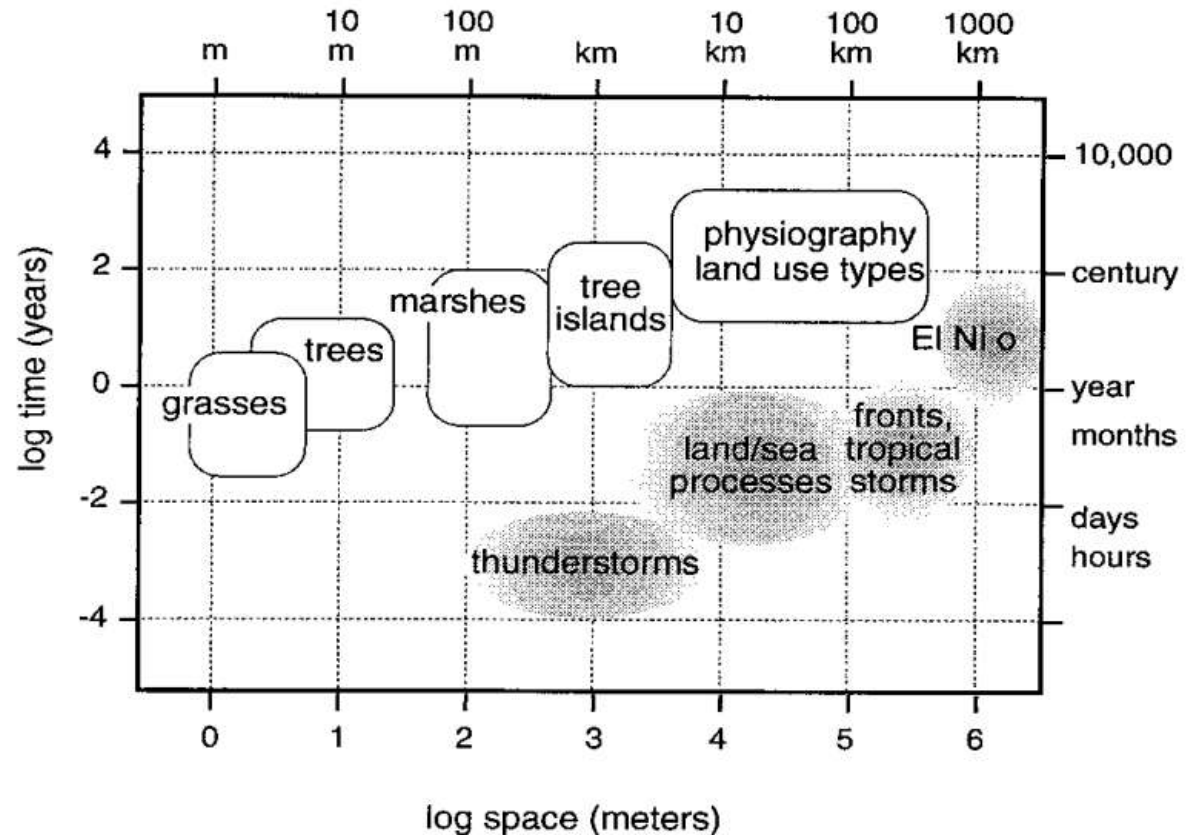 10 100 10 100 1000
m m m km km km km
4 10,000
physiography
land use types
2 century
marshes tree
islands
El NI o
trees
0 year
grasses
fronts,
months
land/sea tropical
processes storms
-2
days
thunderstorms hours
-4
log time (years)
0 1 2 3 4 5 6
log space (meters)